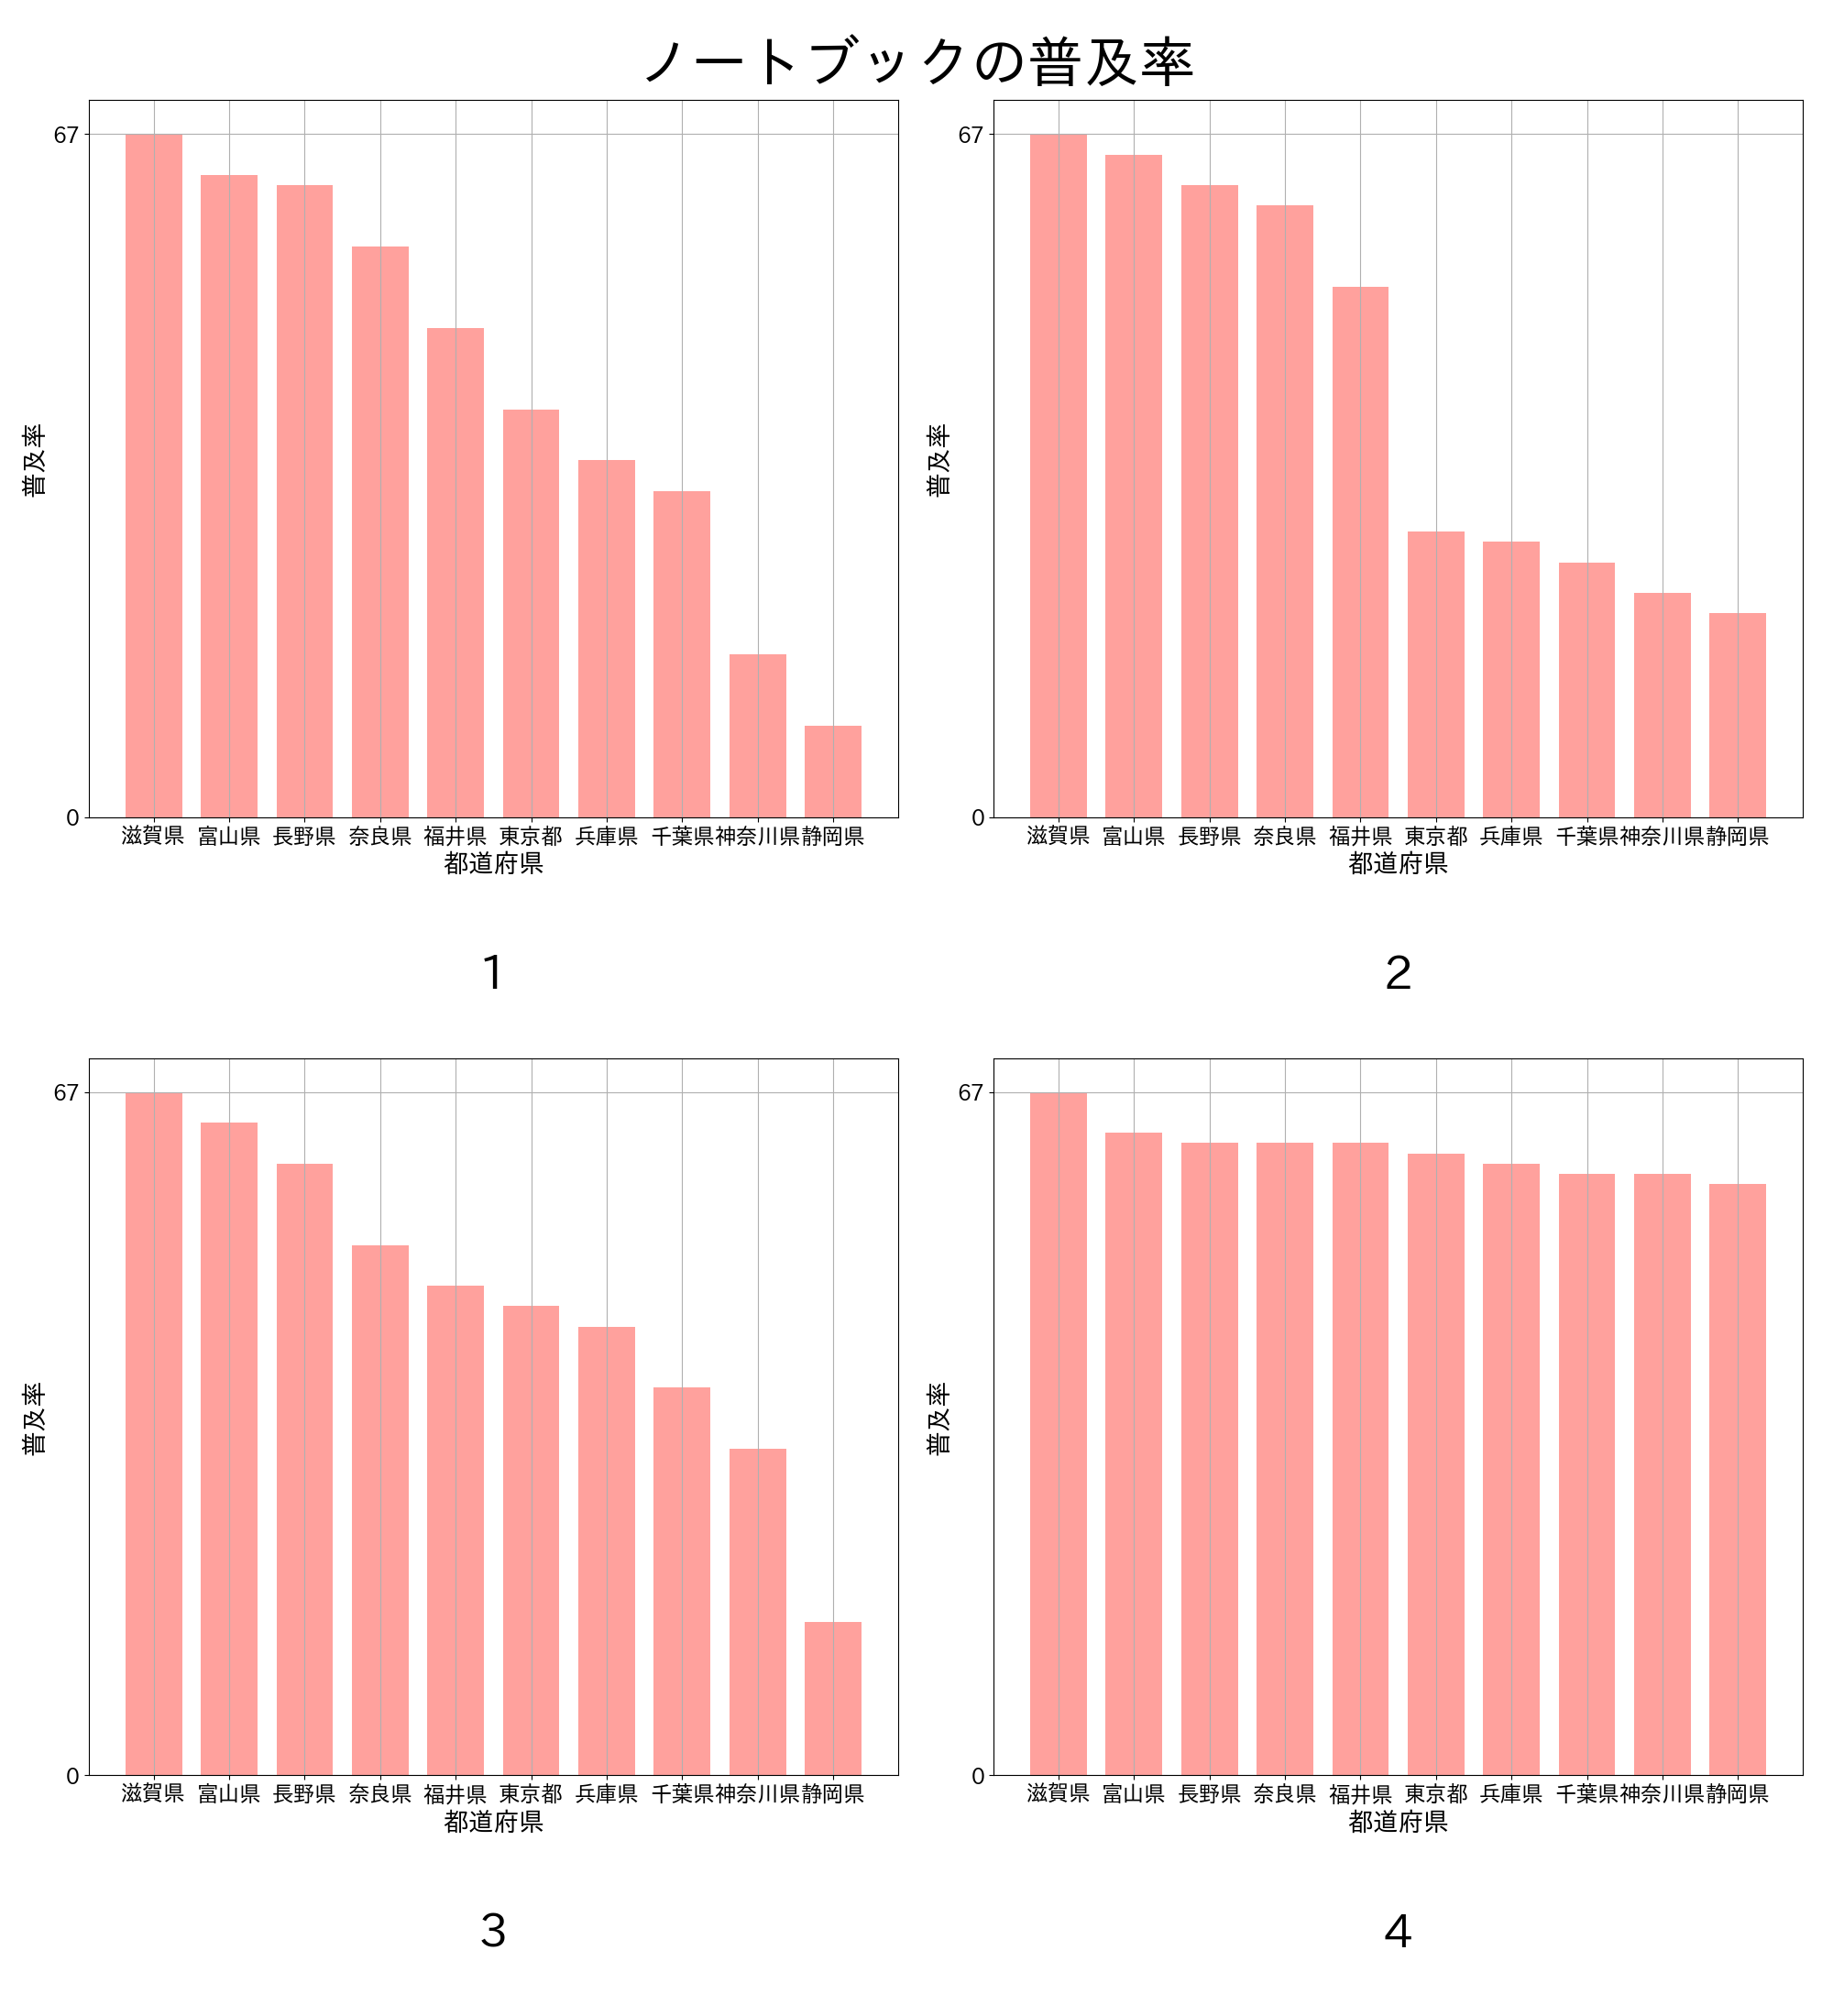 ノートブックの普及率
67
0
普及率
滋賀県 富山県 長野県 奈良県 福井県 東京都 兵庫県 千葉県 神奈川県 静岡県
都道府県
1
67
0
普及率
滋賀県 富山県 長野県 奈良県 福井県 東京都 兵庫県 千葉県 神奈川県 静岡県
都道府県
2
67
0
普及率
滋賀県 富山県 長野県 奈良県 福井県 東京都 兵庫県 千葉県 神奈川県 静岡県
都道府県
3
67
0
普及率
滋賀県 富山県 長野県 奈良県 福井県 東京都 兵庫県 千葉県 神奈川県 静岡県
都道府県
4